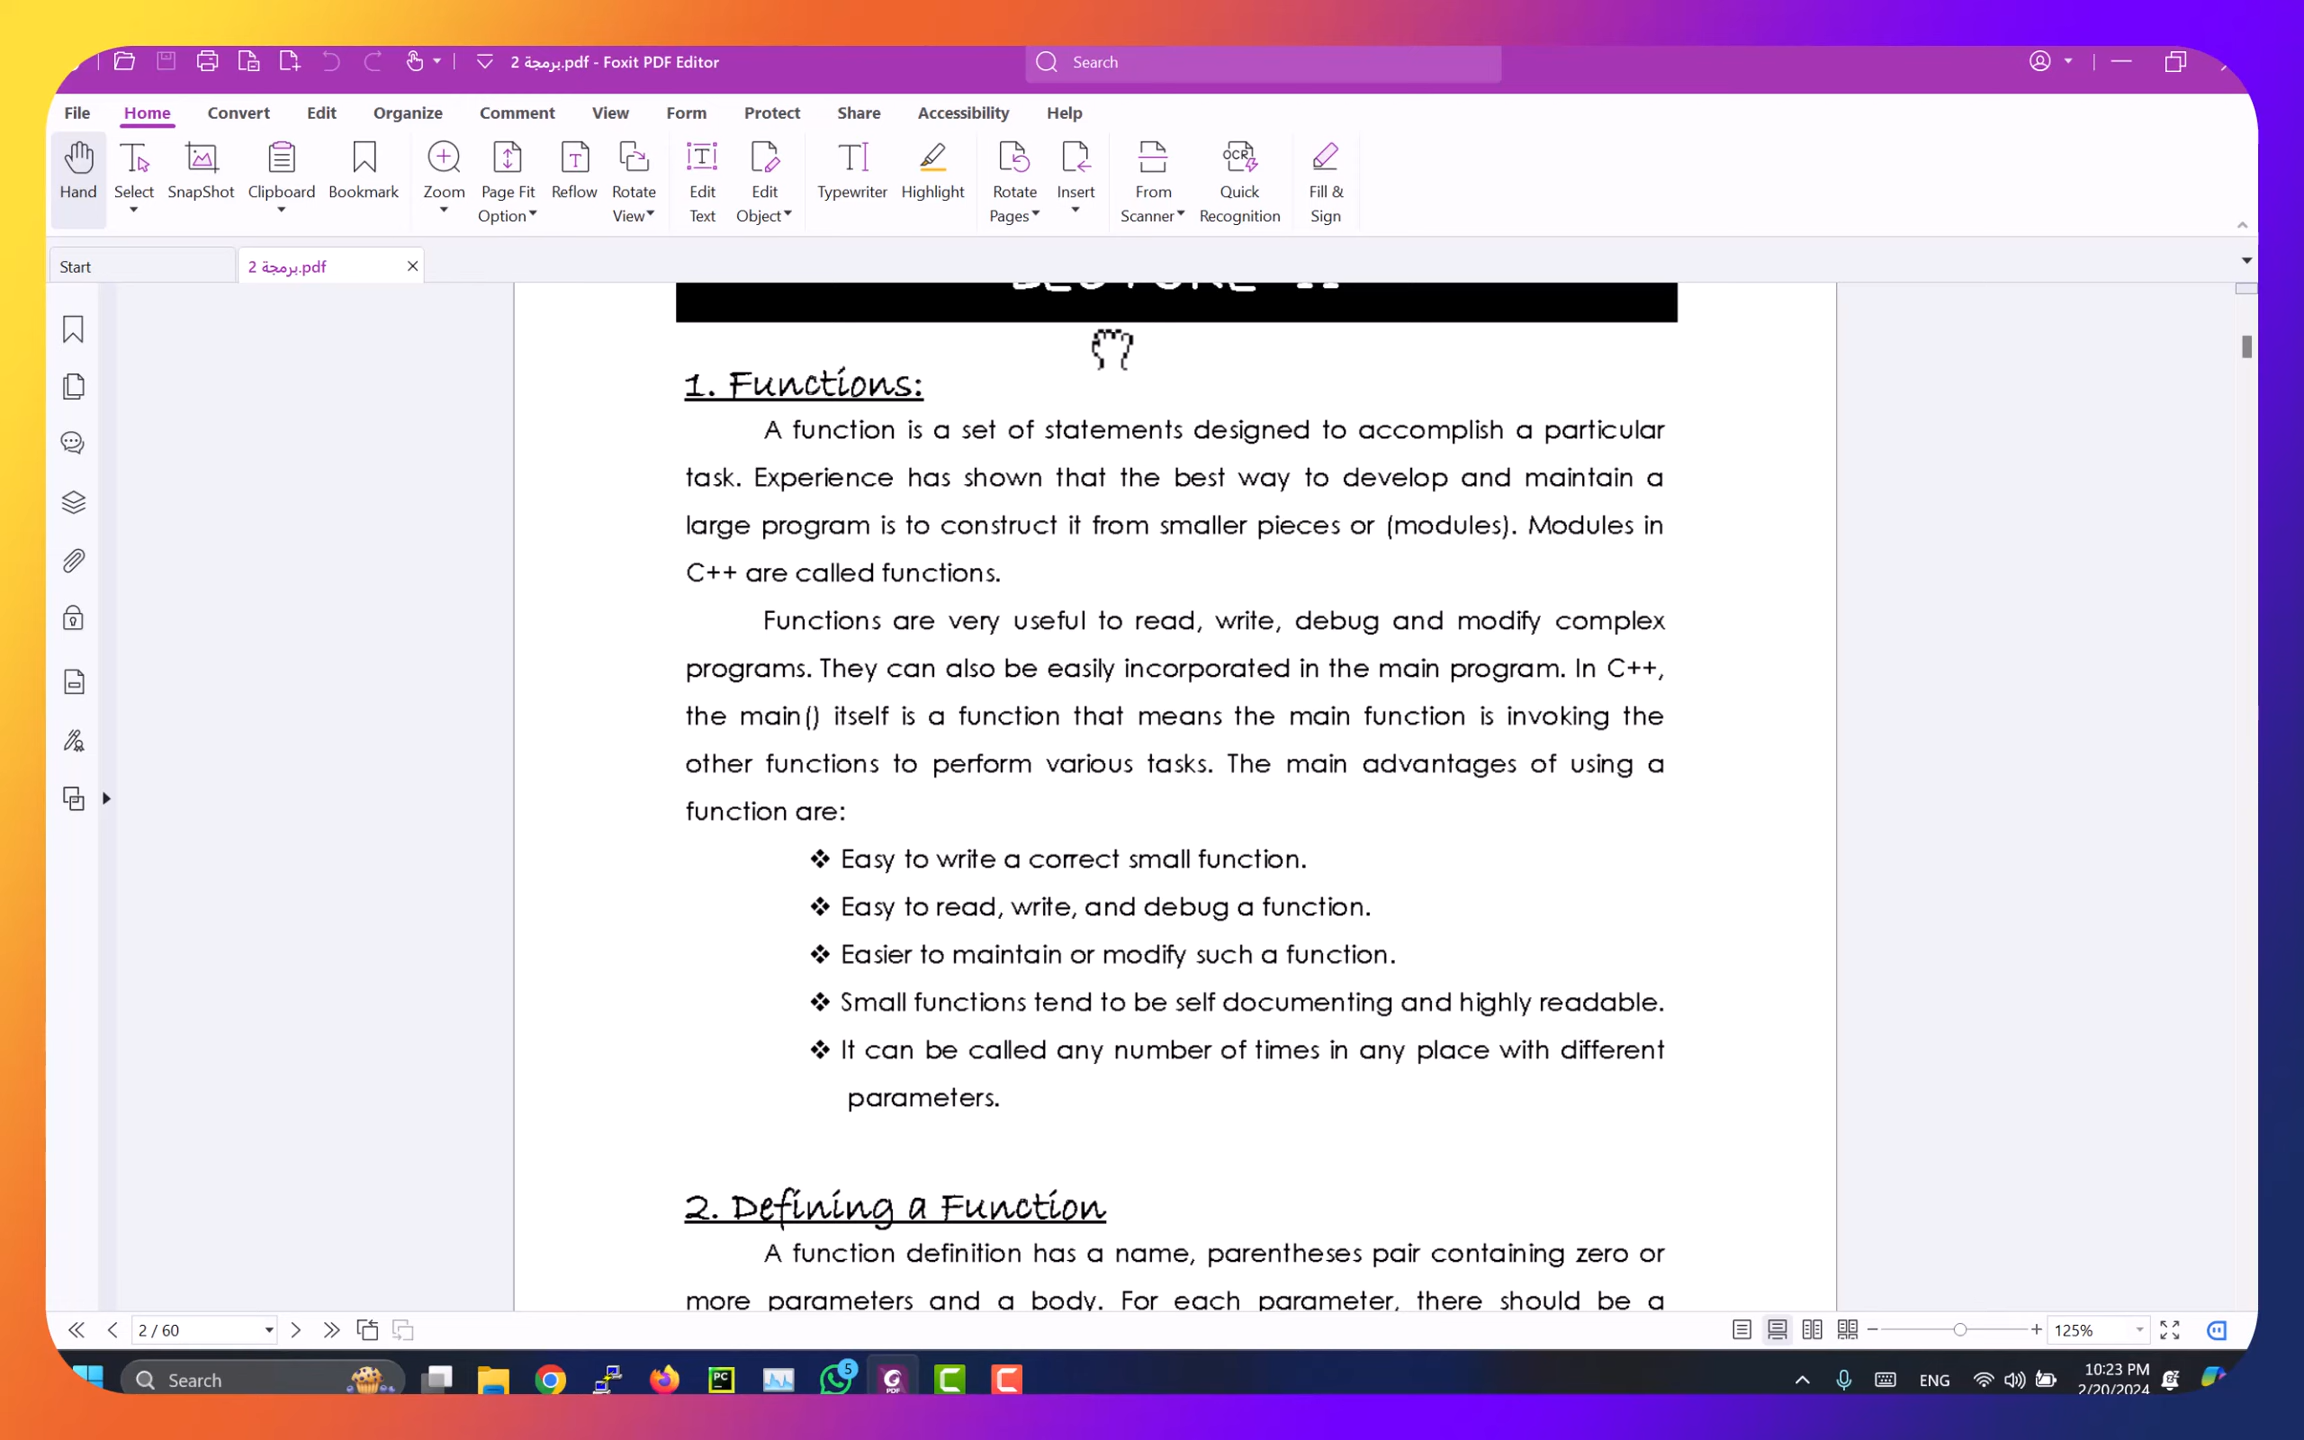 برمجة 2.pdf - Foxit PDF Editor
Search
File Home Convert Edit Organize Comment View Form Protect Share Accessibility Help
Hand Select SnapShot Clipboard Bookmark Zoom Page Fit Option Reflow Rotate View Edit Text Edit Object Typewriter Highlight Rotate Pages Insert From Scanner Quick Recognition Fill & Sign
Start
برمجة 2.pdf
1. Functions:
A function is a set of statements designed to accomplish a particular
task. Experience has shown that the best way to develop and maintain a
large program is to construct it from smaller pieces or (modules). Modules in
C++ are called functions.
Functions are very useful to read, write, debug and modify complex
programs. They can also be easily incorporated in the main program. In C++,
the main() itself is a function that means the main function is invoking the
other functions to perform various tasks. The main advantages of using a
function are:
❖ Easy to write a correct small function.
❖ Easy to read, write, and debug a function.
❖ Easier to maintain or modify such a function.
❖ Small functions tend to be self documenting and highly readable.
❖ It can be called any number of times in any place with different
parameters.
2. Defining a Function
A function definition has a name, parentheses pair containing zero or
more parameters and a body. For each parameter, there should be a
2 / 60
125%
Search
5
ENG
10:23 PM
2/20/2024